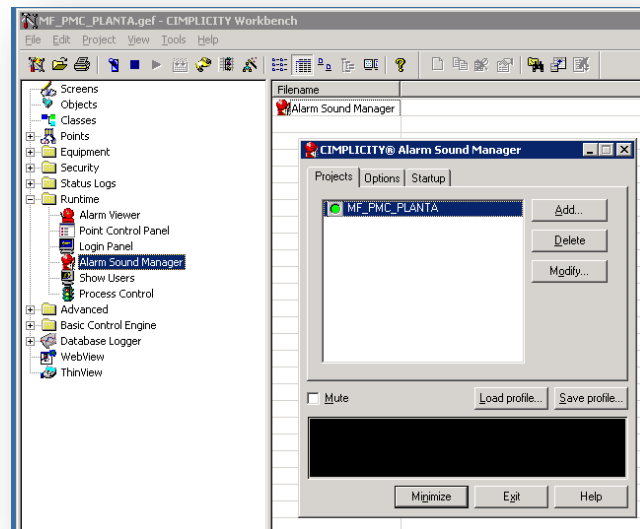 MF_PMC_PLANTA.gef - CIMPLICITY Workbench
File Edit Project View Tools Help
Screens
Objects
Classes
Points
Equipment
Security
Status Logs
Runtime
Alarm Viewer
Point Control Panel
Login Panel
Alarm Sound Manager
Show Users
Process Control
Advanced
Basic Control Engine
Database Logger
WebView
ThinView
Filename
Alarm Sound Manager
CIMPLICITY® Alarm Sound Manager
Projects Options Startup
MF_PMC_PLANTA
Add...
Delete
Modify...
Mute
Load profile... Save profile...
Minimize Exit Help